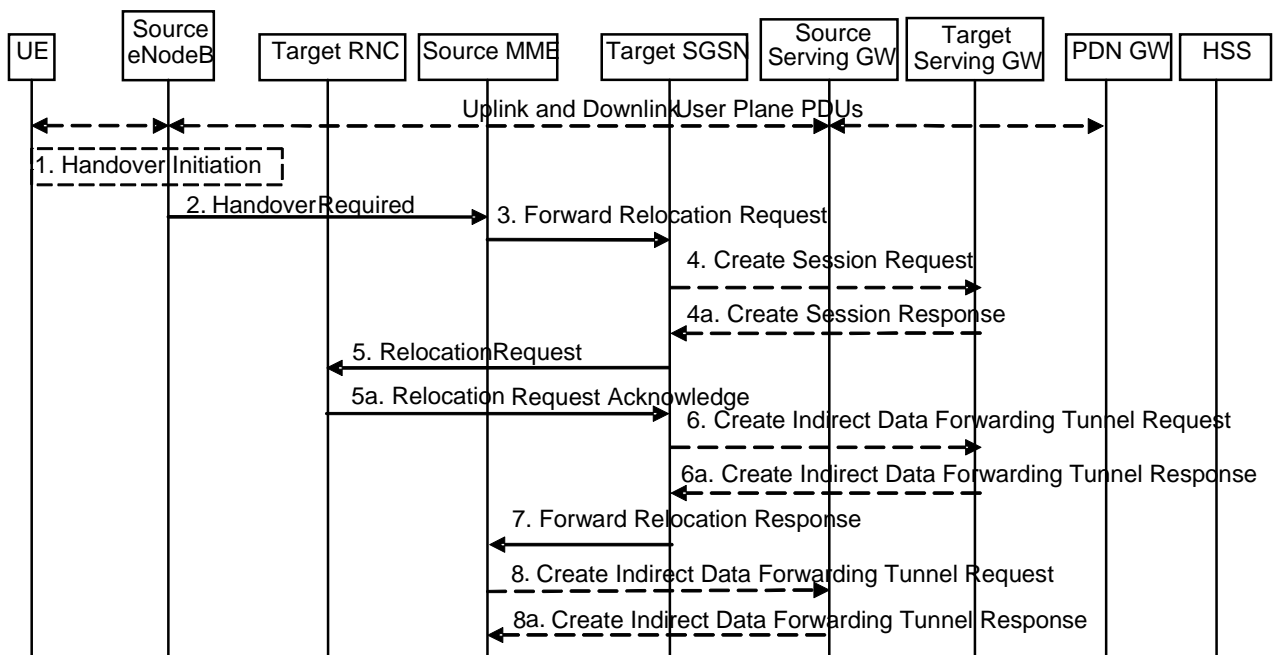 UE
Source
eNodeB
Target RNC
Source MME
Target SGSN
Source
Serving GW
Target
Serving GW
PDN GW
HSS
Uplink and Downlink User Plane PDUs
1. Handover Initiation
2. Handover Required
3. Forward Relocation Request
4. Create Session Request
4a. Create Session Response
5. Relocation Request
5a. Relocation Request Acknowledge
6. Create Indirect Data Forwarding Tunnel Request
6a. Create Indirect Data Forwarding Tunnel Response
7. Forward Relocation Response
8. Create Indirect Data Forwarding Tunnel Request
8a. Create Indirect Data Forwarding Tunnel Response